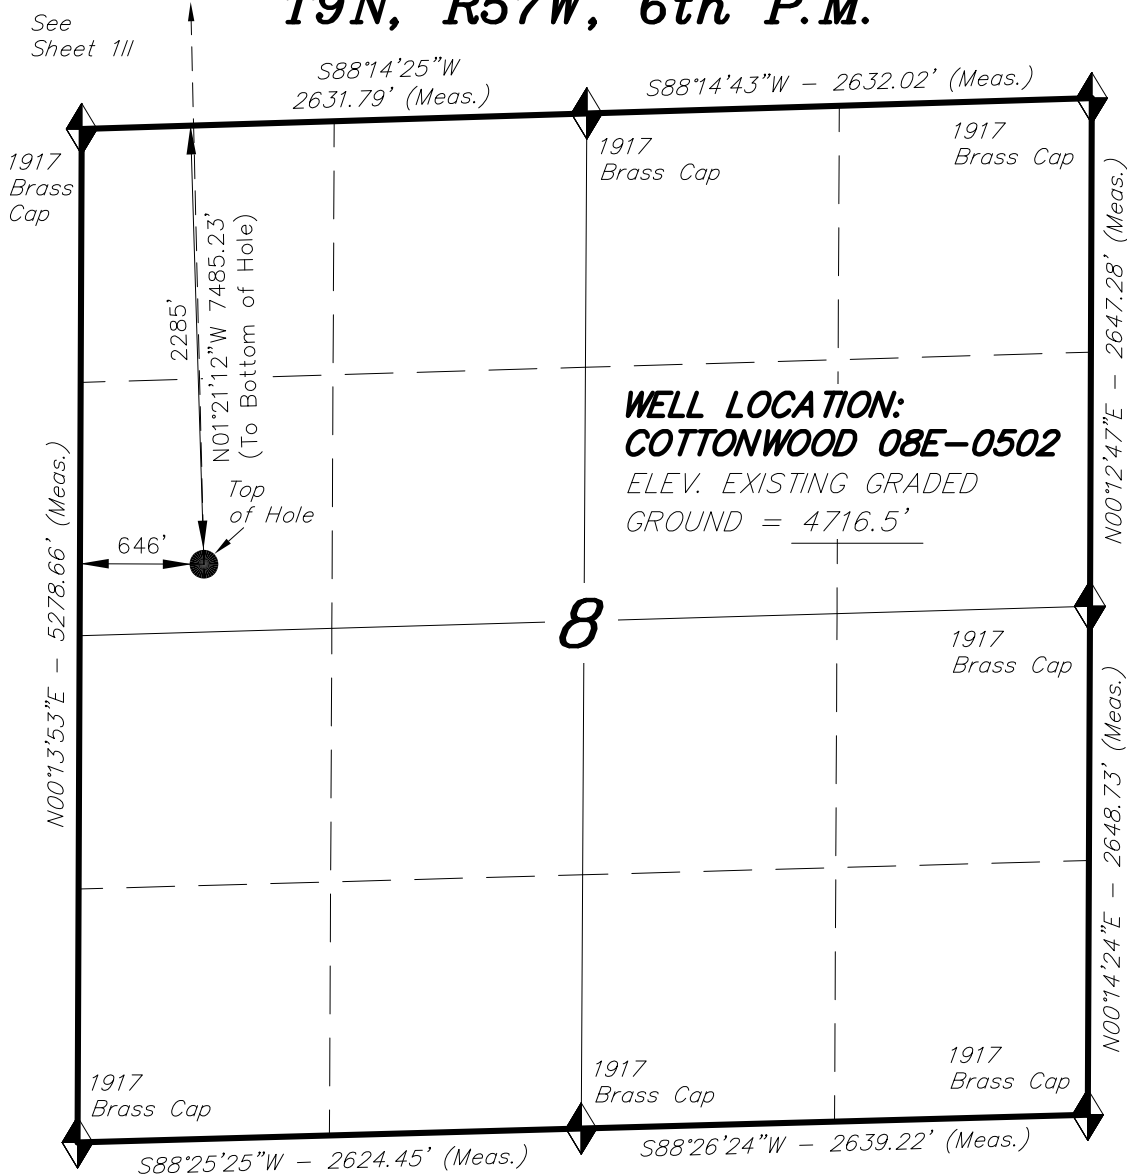 T9N, R57W, 6th P.M.
See
Sheet 1II
S88°14'25"W
2631.79' (Meas.)
S88°14'43"W – 2632.02' (Meas.)
1917
Brass
Cap
1917
Brass Cap
1917
Brass Cap
2285'
N01°21'12"W 7485.23'
(To Bottom of Hole)
N00°12'47"E – 2647.28' (Meas.)
WELL LOCATION:
COTTONWOOD 08E–0502
ELEV. EXISTING GRADED
GROUND = 4716.5'
Top
of Hole
646'
N00°13'53"E – 5278.66' (Meas.)
8
1917
Brass Cap
N00°14'24"E – 2648.73' (Meas.)
1917
Brass Cap
1917
Brass Cap
1917
Brass Cap
S88°25'25"W – 2624.45' (Meas.)
S88°26'24"W – 2639.22' (Meas.)